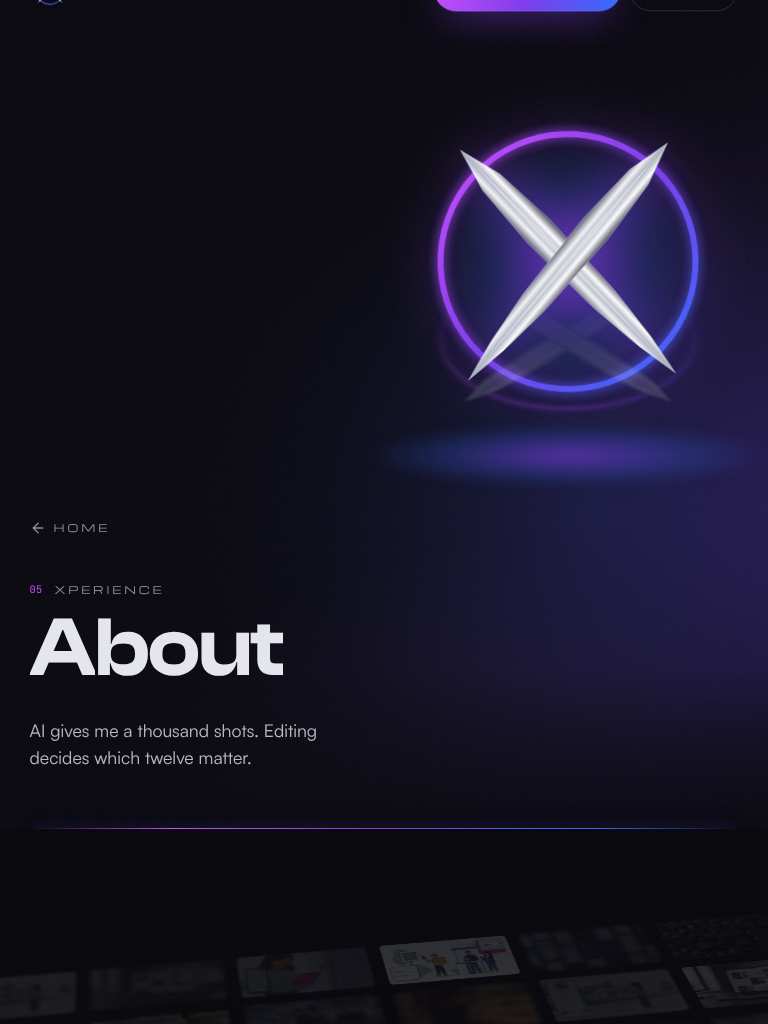 HOME
05 XPERIENCE
About
AI gives me a thousand shots. Editing
decides which twelve matter.